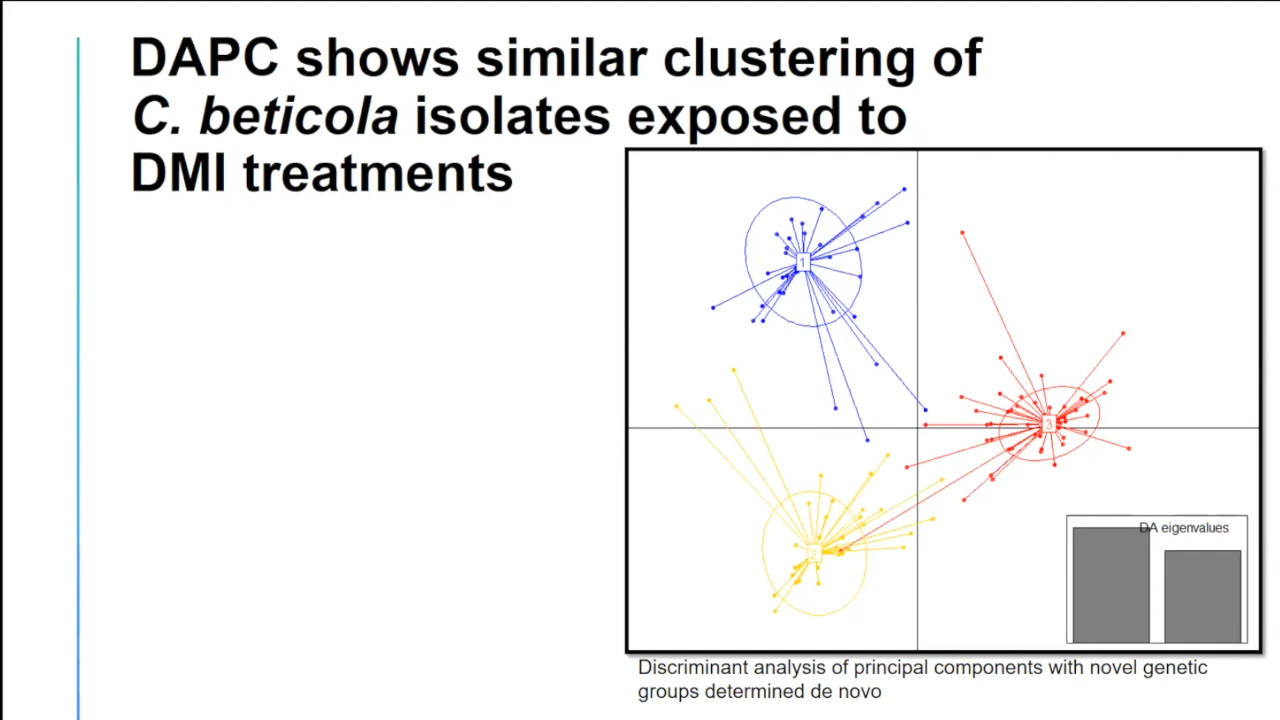 DAPC shows similar clustering of
C. beticola isolates exposed to
DMI treatments
1
3
2
DA eigenvalues
Discriminant analysis of principal components with novel genetic
groups determined de novo